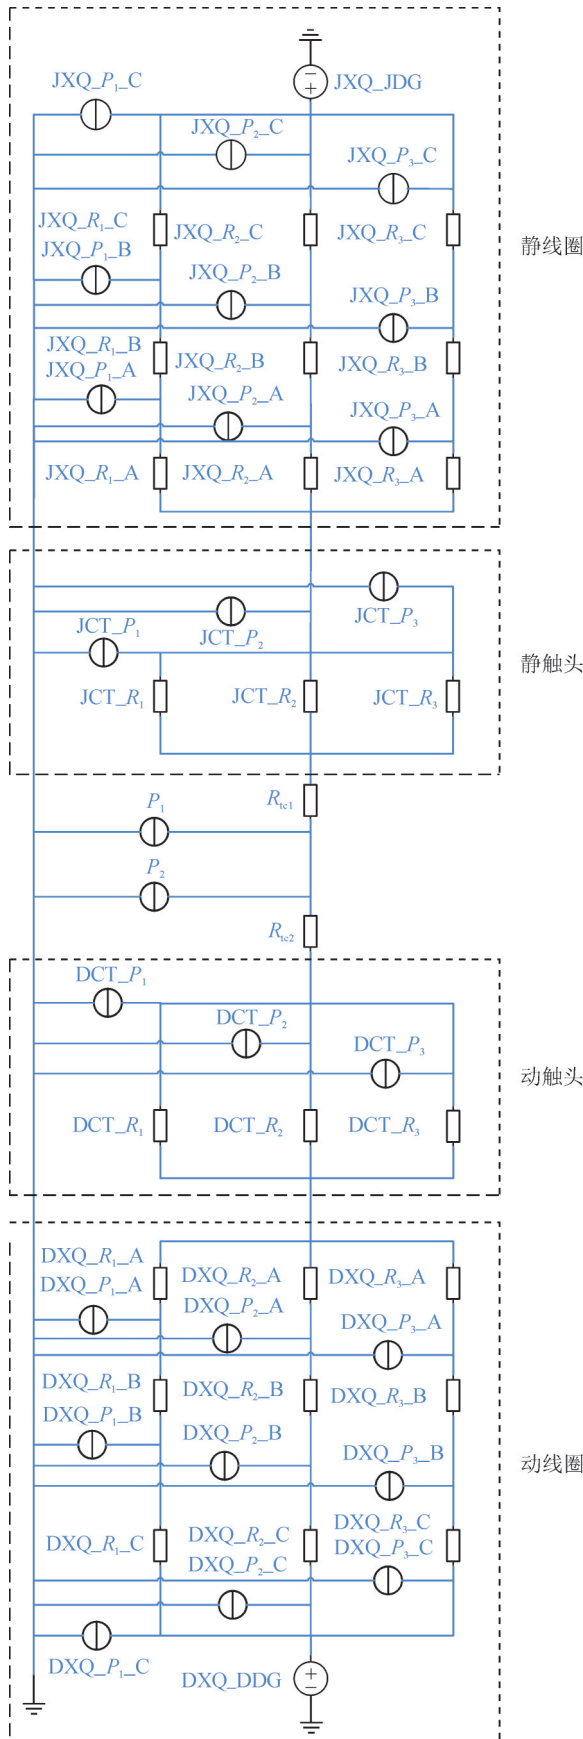 JXQ_P₁_C
JXQ_JDG
JXQ_P₂_C
JXQ_P₃_C
JXQ_R₁_C
JXQ_R₂_C
JXQ_R₃_C
静线圈
JXQ_P₁_B
JXQ_P₂_B
JXQ_P₃_B
JXQ_R₁_B
JXQ_R₂_B
JXQ_R₃_B
JXQ_P₁_A
JXQ_P₂_A
JXQ_P₃_A
JXQ_R₁_A
JXQ_R₂_A
JXQ_R₃_A
JCT_P₃
JCT_P₁
JCT_P₂
静触头
JCT_R₁
JCT_R₂
JCT_R₃
P₁
Rtc1
P₂
Rtc2
DCT_P₁
DCT_P₂
DCT_P₃
动触头
DCT_R₁
DCT_R₂
DCT_R₃
DXQ_R₁_A
DXQ_R₂_A
DXQ_R₃_A
DXQ_P₁_A
DXQ_P₂_A
DXQ_P₃_A
DXQ_R₁_B
DXQ_R₂_B
DXQ_R₃_B
DXQ_P₁_B
DXQ_P₂_B
DXQ_P₃_B
动线圈
DXQ_R₁_C
DXQ_R₂_C
DXQ_R₃_C
DXQ_P₂_C
DXQ_P₃_C
DXQ_P₁_C
DXQ_DDG